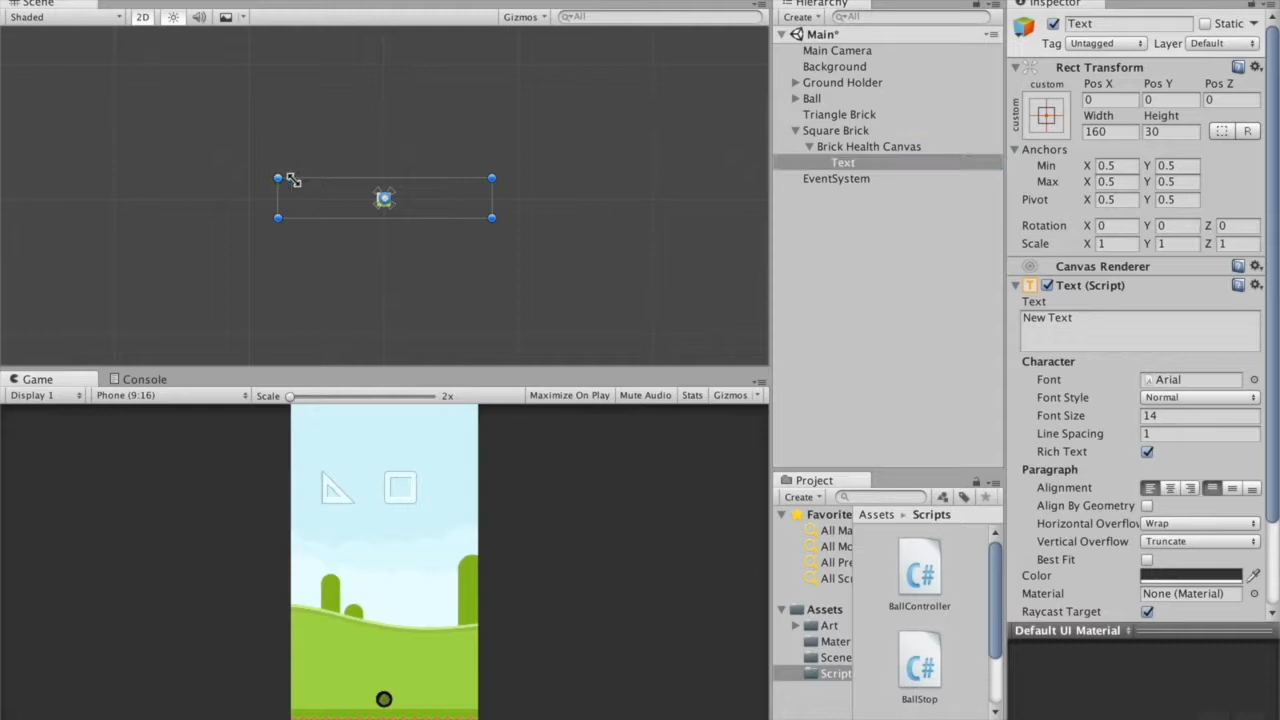 Scene
Shaded
2D
Gizmos
All
Game
Console
Display 1
Phone (9:16)
Scale
2x
Maximize On Play
Mute Audio
Stats
Gizmos
Hierarchy
Create
All
Main*
Main Camera
Background
Ground Holder
Ball
Triangle Brick
Square Brick
Brick Health Canvas
Text
EventSystem
Project
Create
Favorite
All Ma
All Mo
All Pre
All Scr
Assets
Art
Mater
Scene
Script
Assets
Scripts
C#
BallController
C#
BallStop
Inspector
Text
Static
Tag Untagged Layer Default
Rect Transform
custom
custom
Pos X Pos Y Pos Z
0 0 0
Width Height
160 30
R
Anchors
Min X 0.5 Y 0.5
Max X 0.5 Y 0.5
Pivot X 0.5 Y 0.5
Rotation X 0 Y 0 Z 0
Scale X 1 Y 1 Z 1
Canvas Renderer
T Text (Script)
Text
New Text
Character
Font A Arial
Font Style Normal
Font Size 14
Line Spacing 1
Rich Text
Paragraph
Alignment
Align By Geometry
Horizontal Overflow Wrap
Vertical Overflow Truncate
Best Fit
Color
Material None (Material)
Raycast Target
Default UI Material